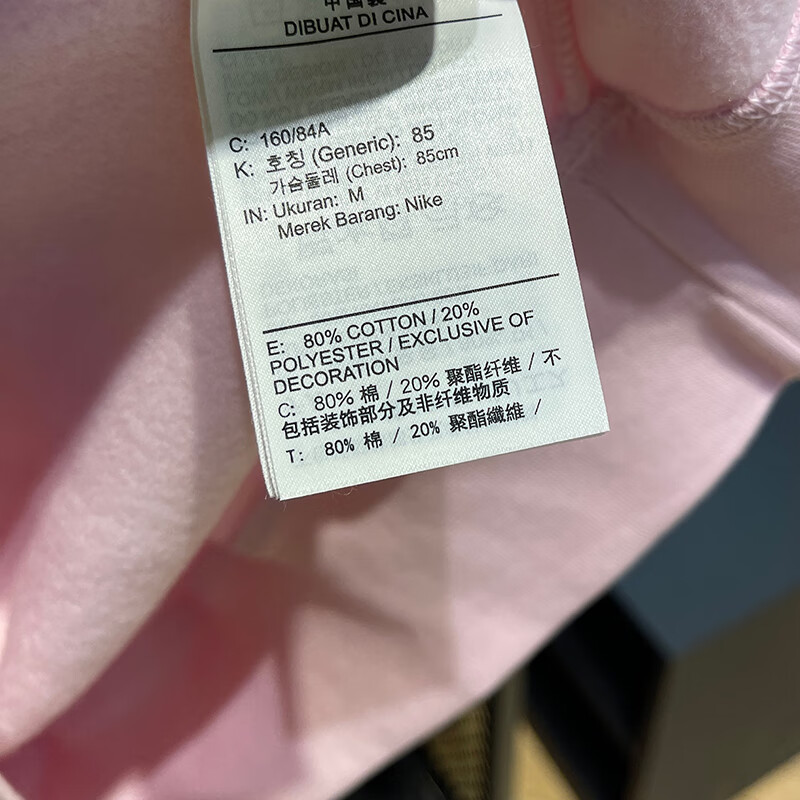 中国製
DIBUAT DI CINA
C: 160/84A
K: 호칭 (Generic): 85
가슴둘레 (Chest): 85cm
IN: Ukuran: M
Merek Barang: Nike
E: 80% COTTON / 20%
POLYESTER / EXCLUSIVE OF
DECORATION
C: 80% 棉 / 20% 聚酯纤维 / 不
包括装饰部分及非纤维物质
T: 80% 棉 / 20% 聚酯纖維 /